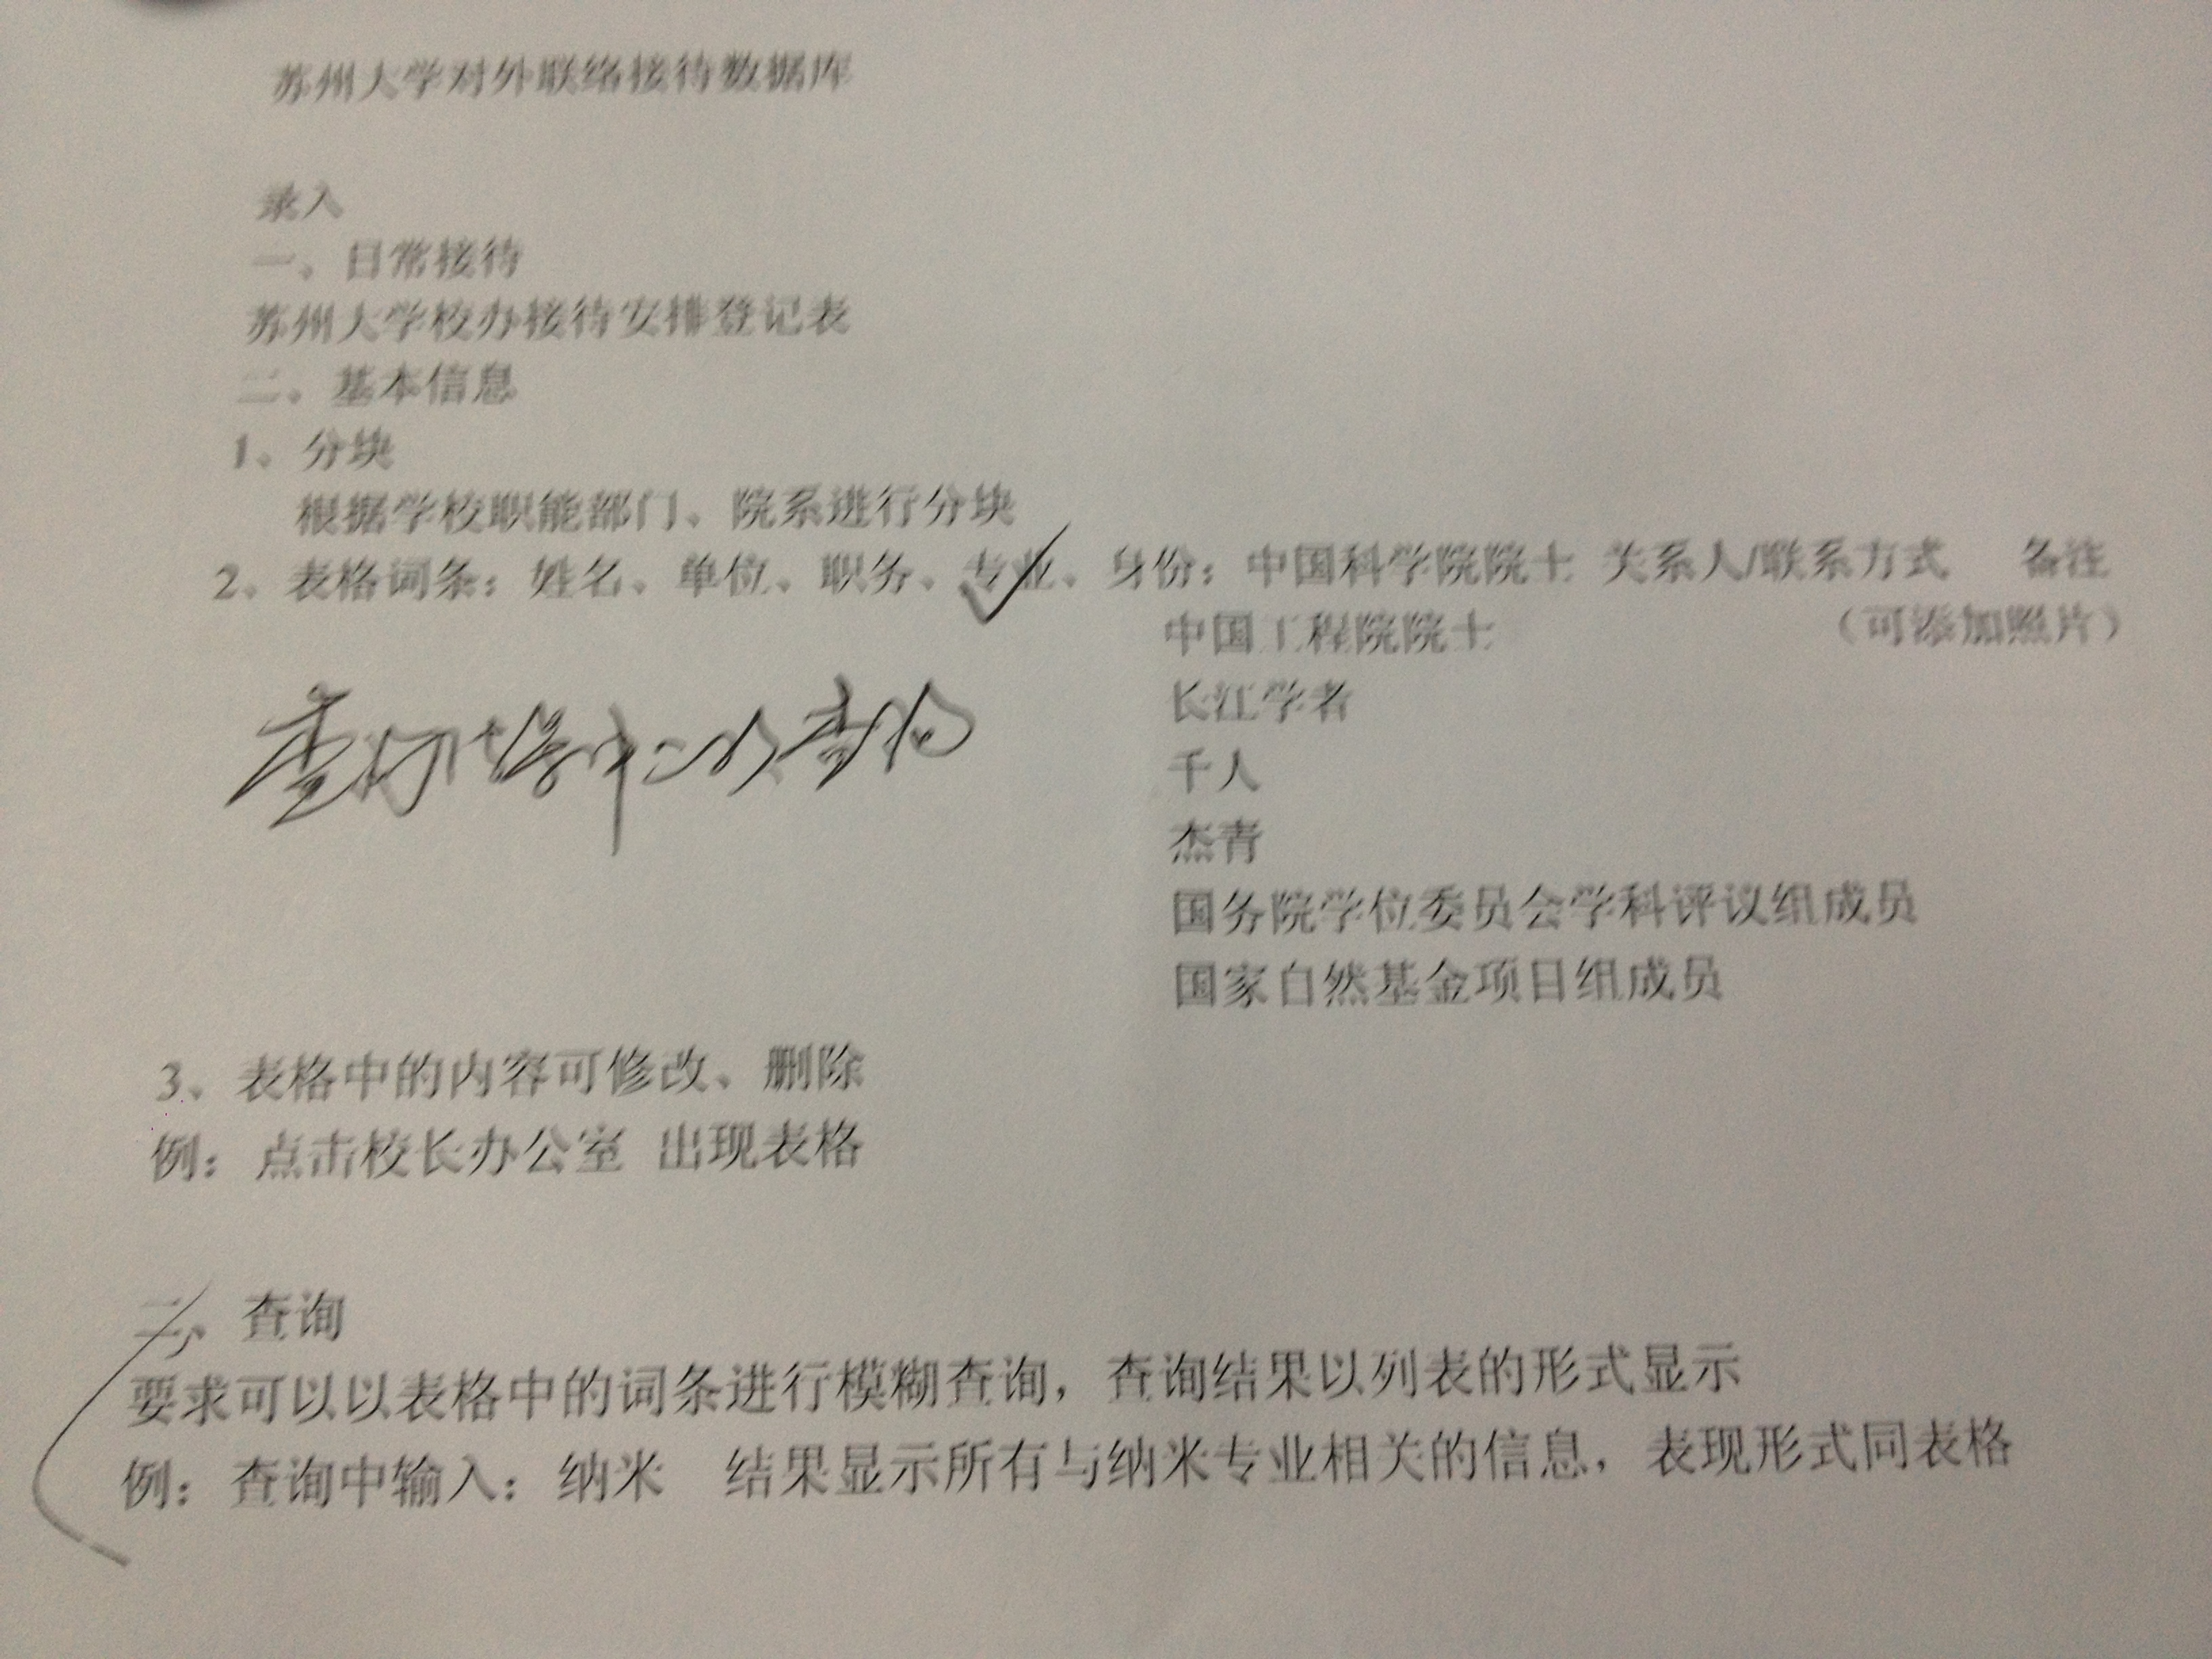 苏州大学对外联络接待数据库
录入
一、日常接待
苏州大学校办接待安排登记表
二、基本信息
1、分块
根据学校职能部门、院系进行分块
2、表格词条：姓名、单位、职务、专业、身份：中国科学院院士 关系人/联系方式 备注
中国工程院院士 （可添加照片）
长江学者
千人
杰青
国务院学位委员会学科评议组成员
国家自然基金项目组成员
3、表格中的内容可修改、删除
例：点击校长办公室 出现表格
二、查询
要求可以以表格中的词条进行模糊查询，查询结果以列表的形式显示
例：查询中输入：纳米 结果显示所有与纳米专业相关的信息，表现形式同表格